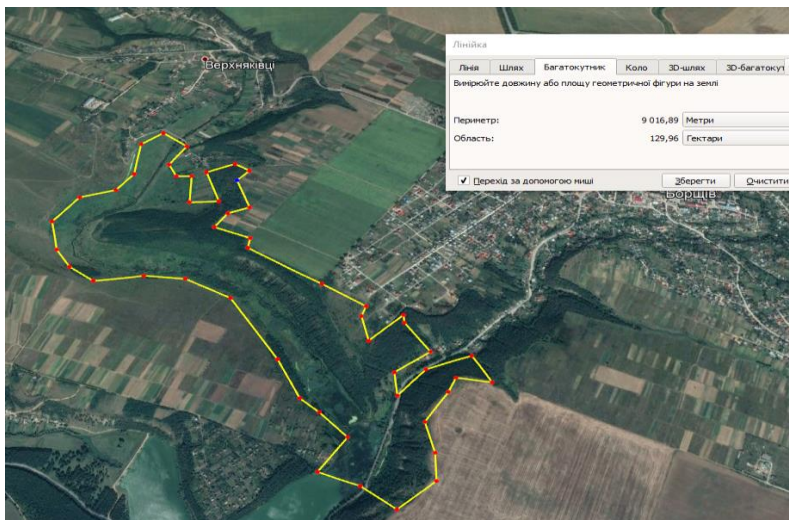 Лінійка
Лінія Шлях Багатокутник Коло 3D-шлях 3D-багатокут
Вимірюйте довжину або площу геометричної фігури на землі
Периметр: 9 016,89 Метри
Область: 129,96 Гектари
Перехід за допомогою миші Зберегти Очистити
Верхняківці
Борщів